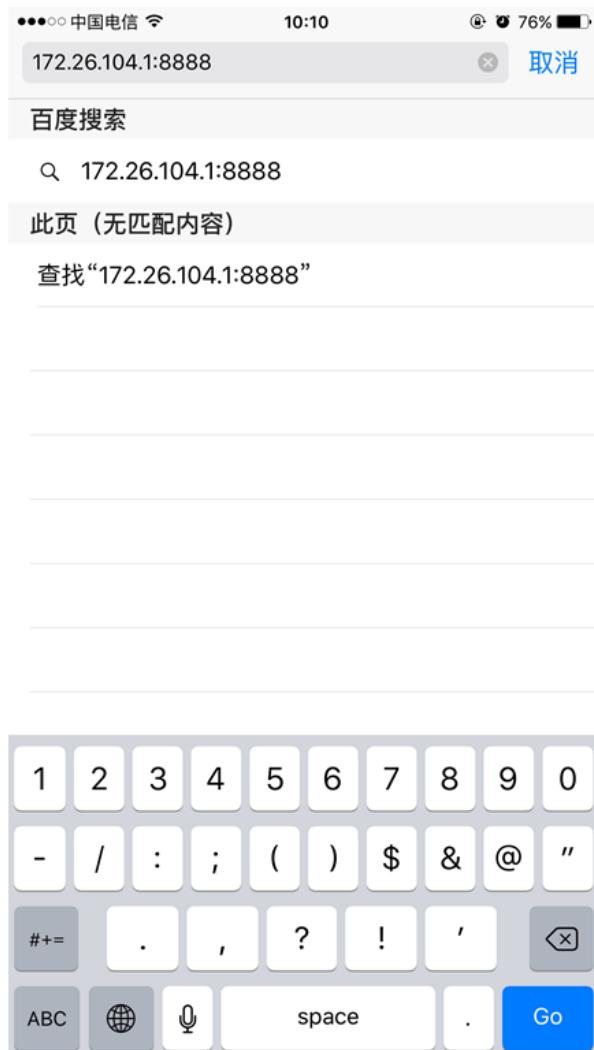 中国电信 10:10 76%
172.26.104.1:8888 取消
百度搜索
172.26.104.1:8888
此页（无匹配内容）
查找“172.26.104.1:8888”
1 2 3 4 5 6 7 8 9 0
- / : ; ( ) $ & @ "
#+= . , ? ! '
ABC space . Go